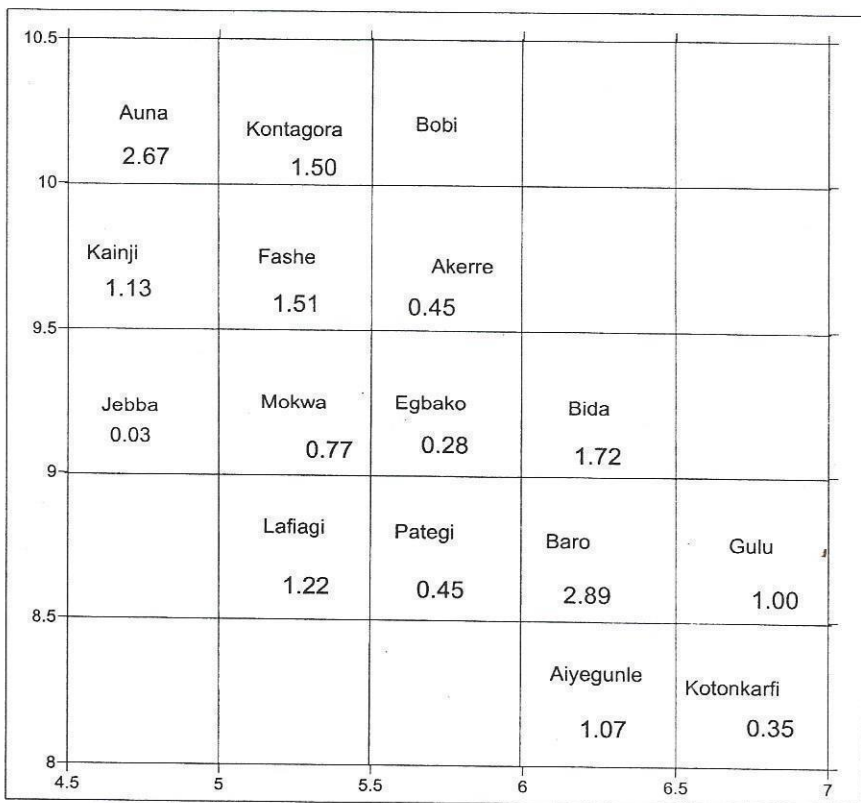 10.5
Auna Kontagora Bobi
2.67 1.50
10
Kainji Fashe Akerre
1.13 1.51 0.45
9.5
Jebba Mokwa Egbako Bida
0.03 0.77 0.28 1.72
9
Lafiagi Pategi Baro Gulu
1.22 0.45 2.89 1.00
8.5
Aiyegunle Kotonkarfi
1.07 0.35
8
4.5 5 5.5 6 6.5 7